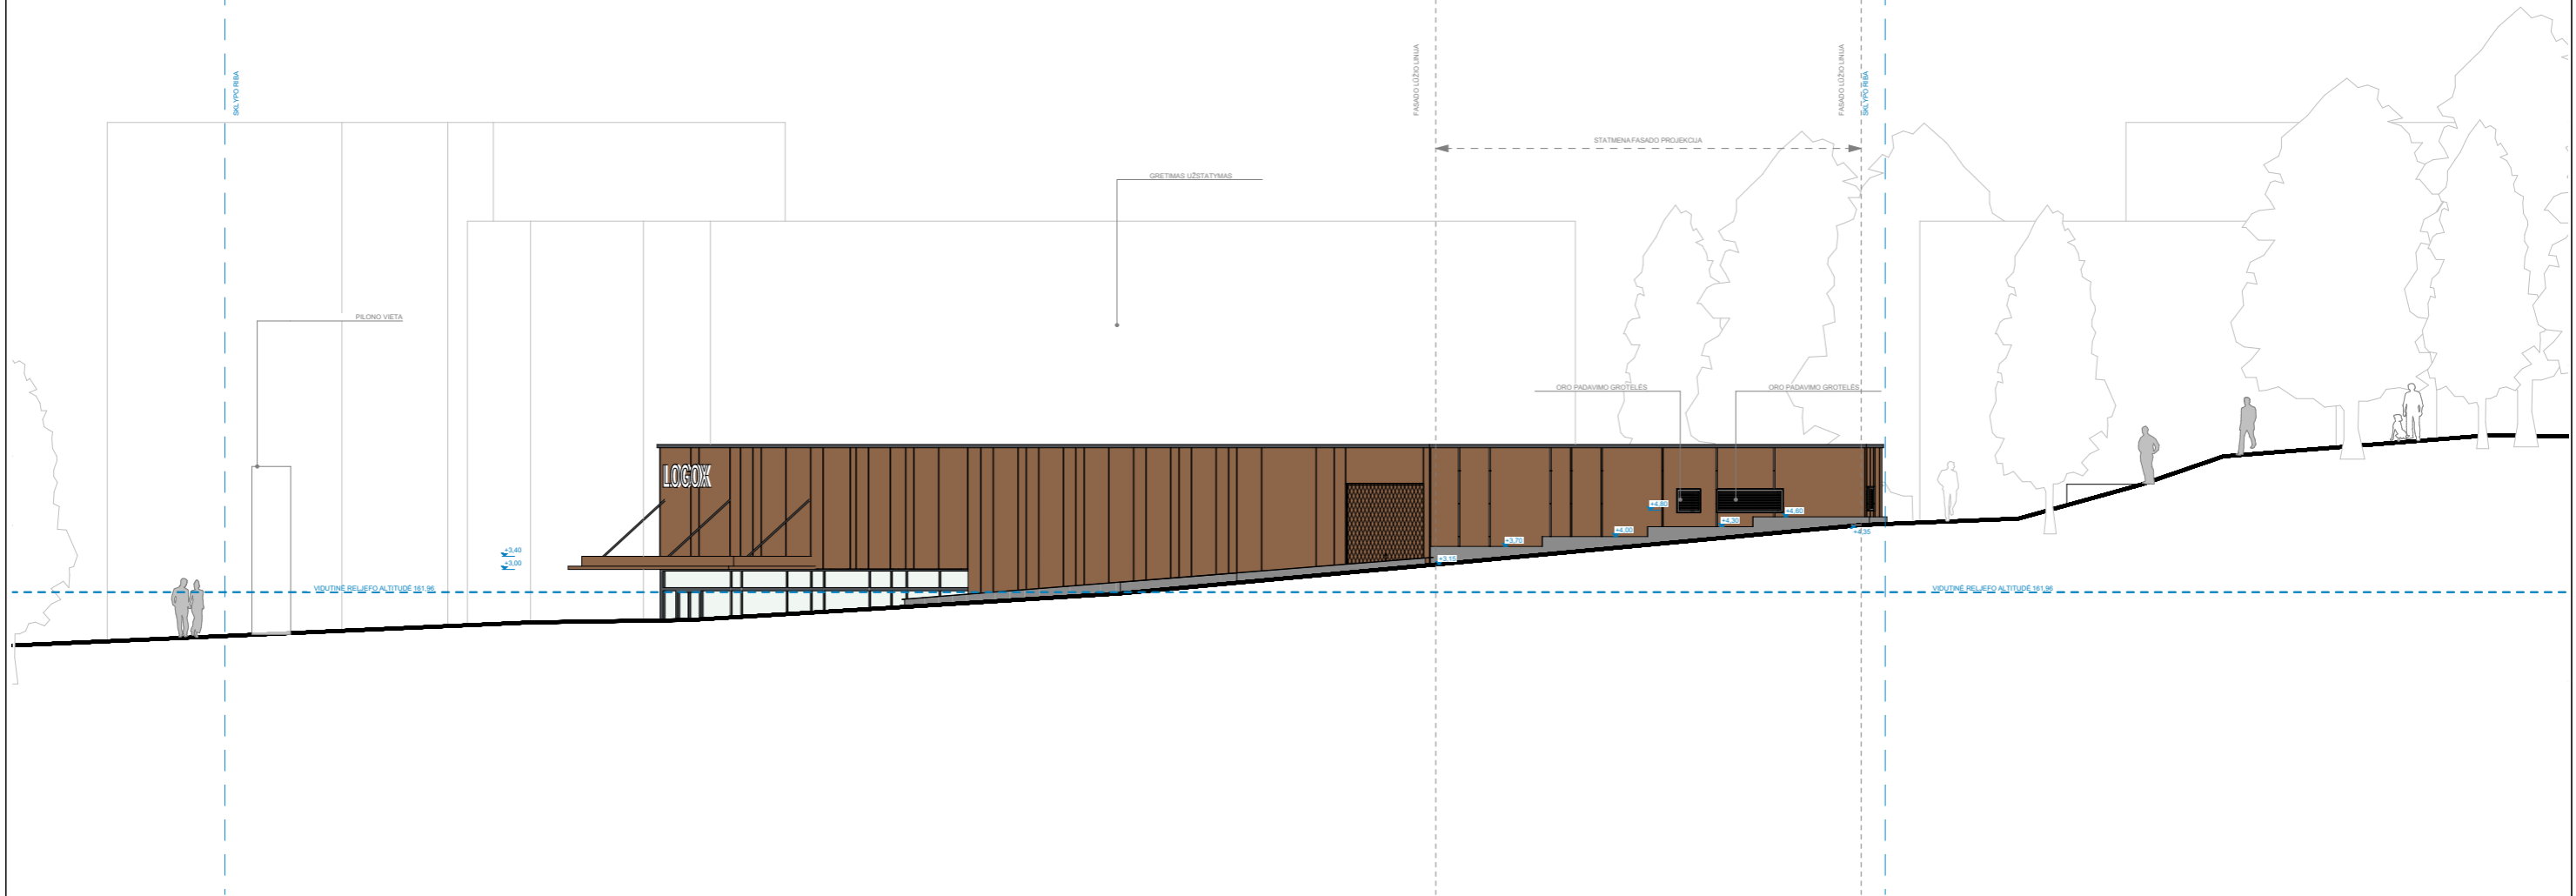 SKLYPO RIBA
FASADO LŪŽIO LINIJA
FASADO LŪŽIO LINIJA
SKLYPO RIBA
STATMENA FASADO PROJEKCIJA
GRETIMAS UŽSTATYMAS
PILONO VIETA
ORO PADAVIMO GROTELĖS
ORO PADAVIMO GROTELĖS
LOGOX
+4,80
+4,60
+4,30
+4,00
+4,35
+3,70
+3,40
+3,15
+3,00
VIDUTINĖ RELJEFO ALTITUDĖ 161,96
VIDUTINĖ RELJEFO ALTITUDĖ 161,96